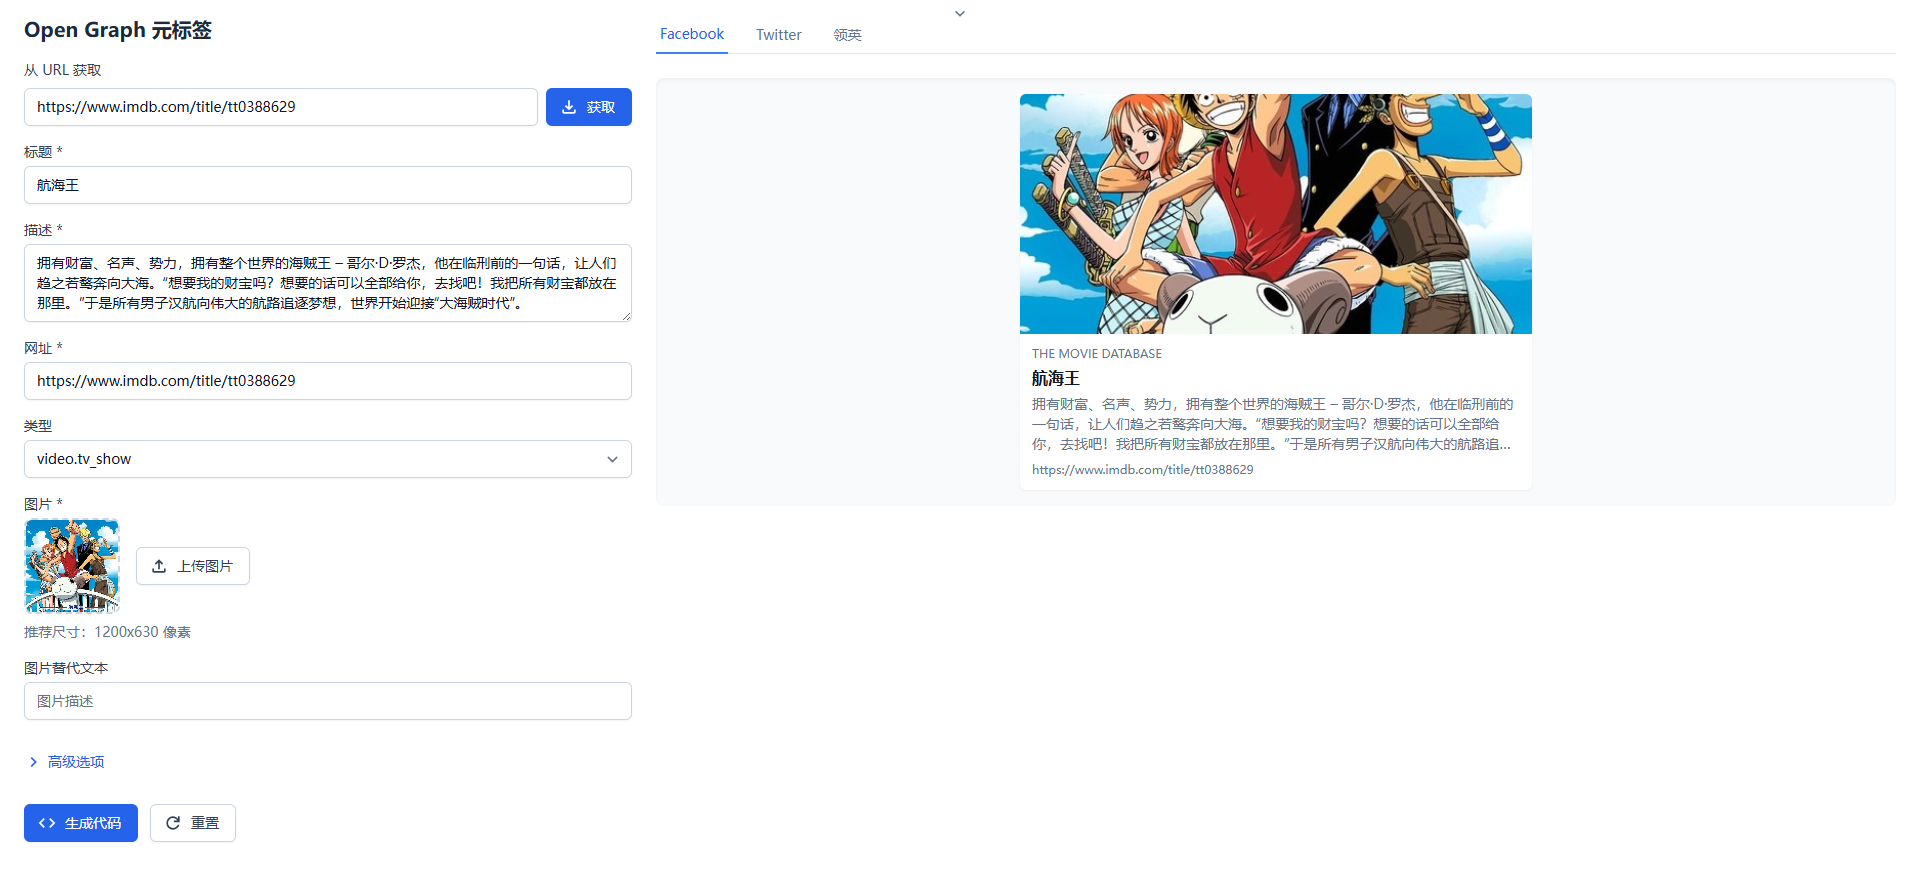 Open Graph 元标签
从 URL 获取
https://www.imdb.com/title/tt0388629
获取
标题 *
航海王
描述 *
拥有财富、名声、势力，拥有整个世界的海贼王 – 哥尔·D·罗杰，他在临刑前的一句话，让人们
趋之若鹜奔向大海。“想要我的财宝吗？想要的话可以全部给你，去找吧！我把所有财宝都放在
那里。”于是所有男子汉航向伟大的航路追逐梦想，世界开始迎接“大海贼时代”。
网址 *
https://www.imdb.com/title/tt0388629
类型
video.tv_show
图片 *
上传图片
推荐尺寸：1200x630 像素
图片替代文本
图片描述
高级选项
生成代码
重置
Facebook
Twitter
领英
THE MOVIE DATABASE
航海王
拥有财富、名声、势力，拥有整个世界的海贼王 – 哥尔·D·罗杰，他在临刑前的
一句话，让人们趋之若鹜奔向大海。“想要我的财宝吗？想要的话可以全部给
你，去找吧！我把所有财宝都放在那里。”于是所有男子汉航向伟大的航路追...
https://www.imdb.com/title/tt0388629